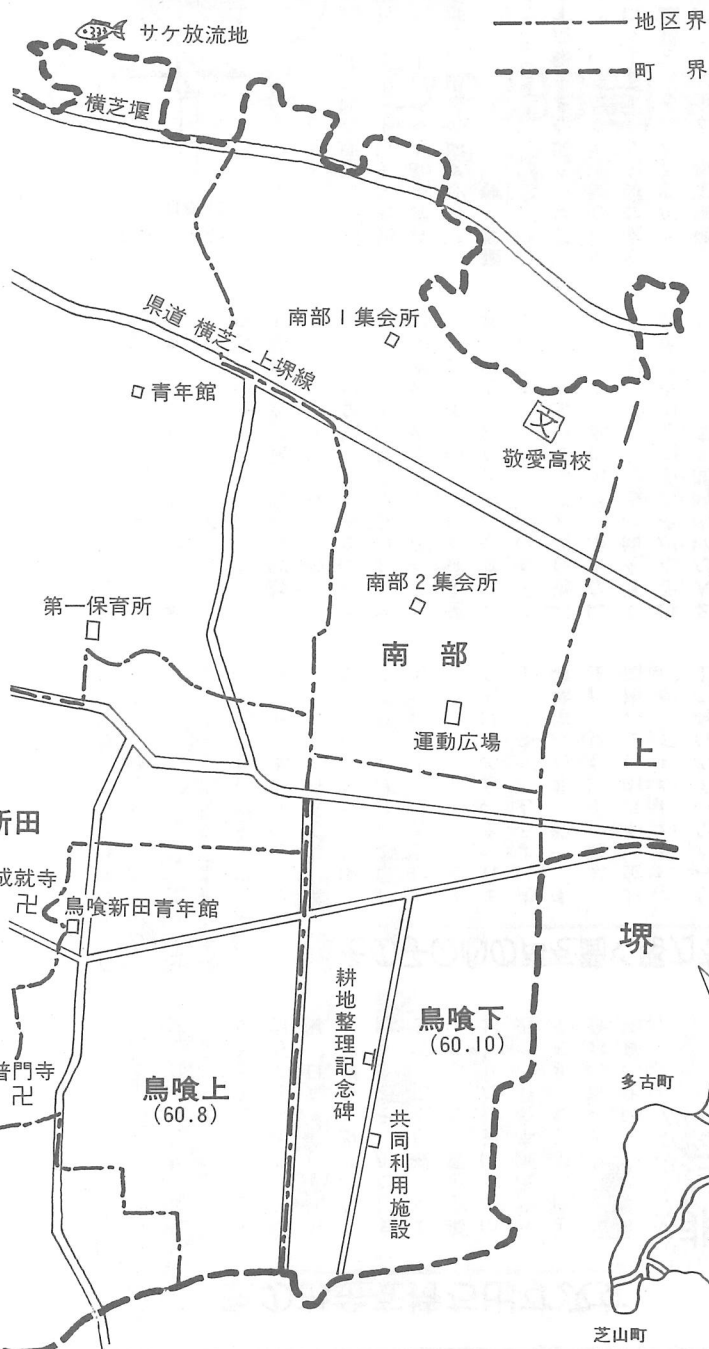 サケ放流地
地区界
町 界
横芝堰
県道 横芝－上堺線
南部1集会所
青年館
文
敬愛高校
南部2集会所
第一保育所
南 部
運動広場
上
新田
成就寺
卍
鳥喰新田青年館
堺
耕地整理記念碑
鳥喰下
(60.10)
普門寺
卍
鳥喰上
(60.8)
共同利用施設
多古町
芝山町